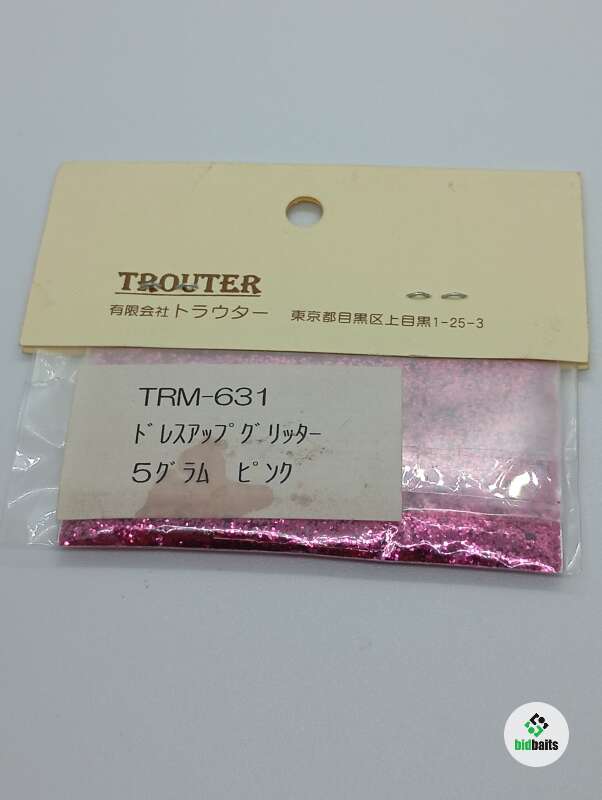 TROUTER
有限会社トラウター 東京都目黒区上目黒1-25-3
TRM-631
ﾄﾞﾚｽｱｯﾌﾟｸﾞﾘｯﾀｰ
5ｸﾞﾗﾑ ﾋﾟﾝｸ
bidbaits